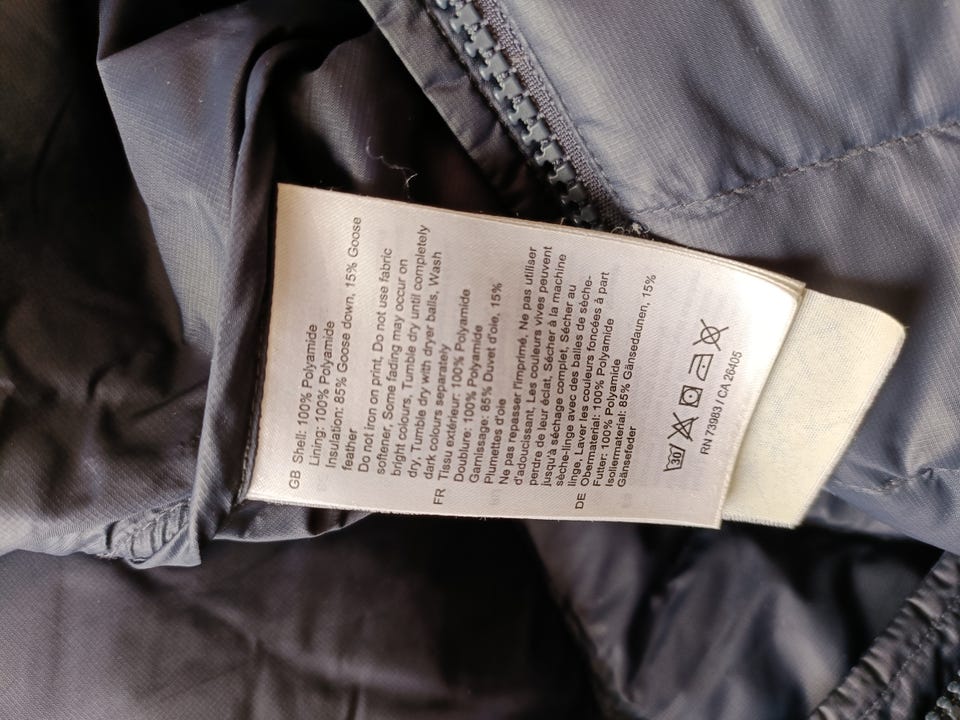 GB Shell: 100% Polyamide
Lining: 100% Polyamide
Insulation: 85% Goose down, 15% Goose
feather
Do not iron on print, Do not use fabric
softener, Some fading may occur on
bright colours, Tumble dry until completely
dry, Tumble dry with dryer balls, Wash
dark colours separately
FR Tissu extérieur: 100% Polyamide
Doublure: 100% Polyamide
Garnissage: 85% Duvet d'oie, 15%
Plumettes d'oie
Ne pas repasser l'imprimé, Ne pas utiliser
d'adoucissant, Les couleurs vives peuvent
perdre de leur éclat, Sécher à la machine
jusqu'à séchage complet, Sécher au
sèche-linge avec des balles de sèche-
linge, Laver les couleurs foncées à part
DE Obermaterial: 100% Polyamide
Futter: 100% Polyamide
Isoliermaterial: 85% Gänsedaunen, 15%
Gänsefeder
30
RN 73983 / CA 26405